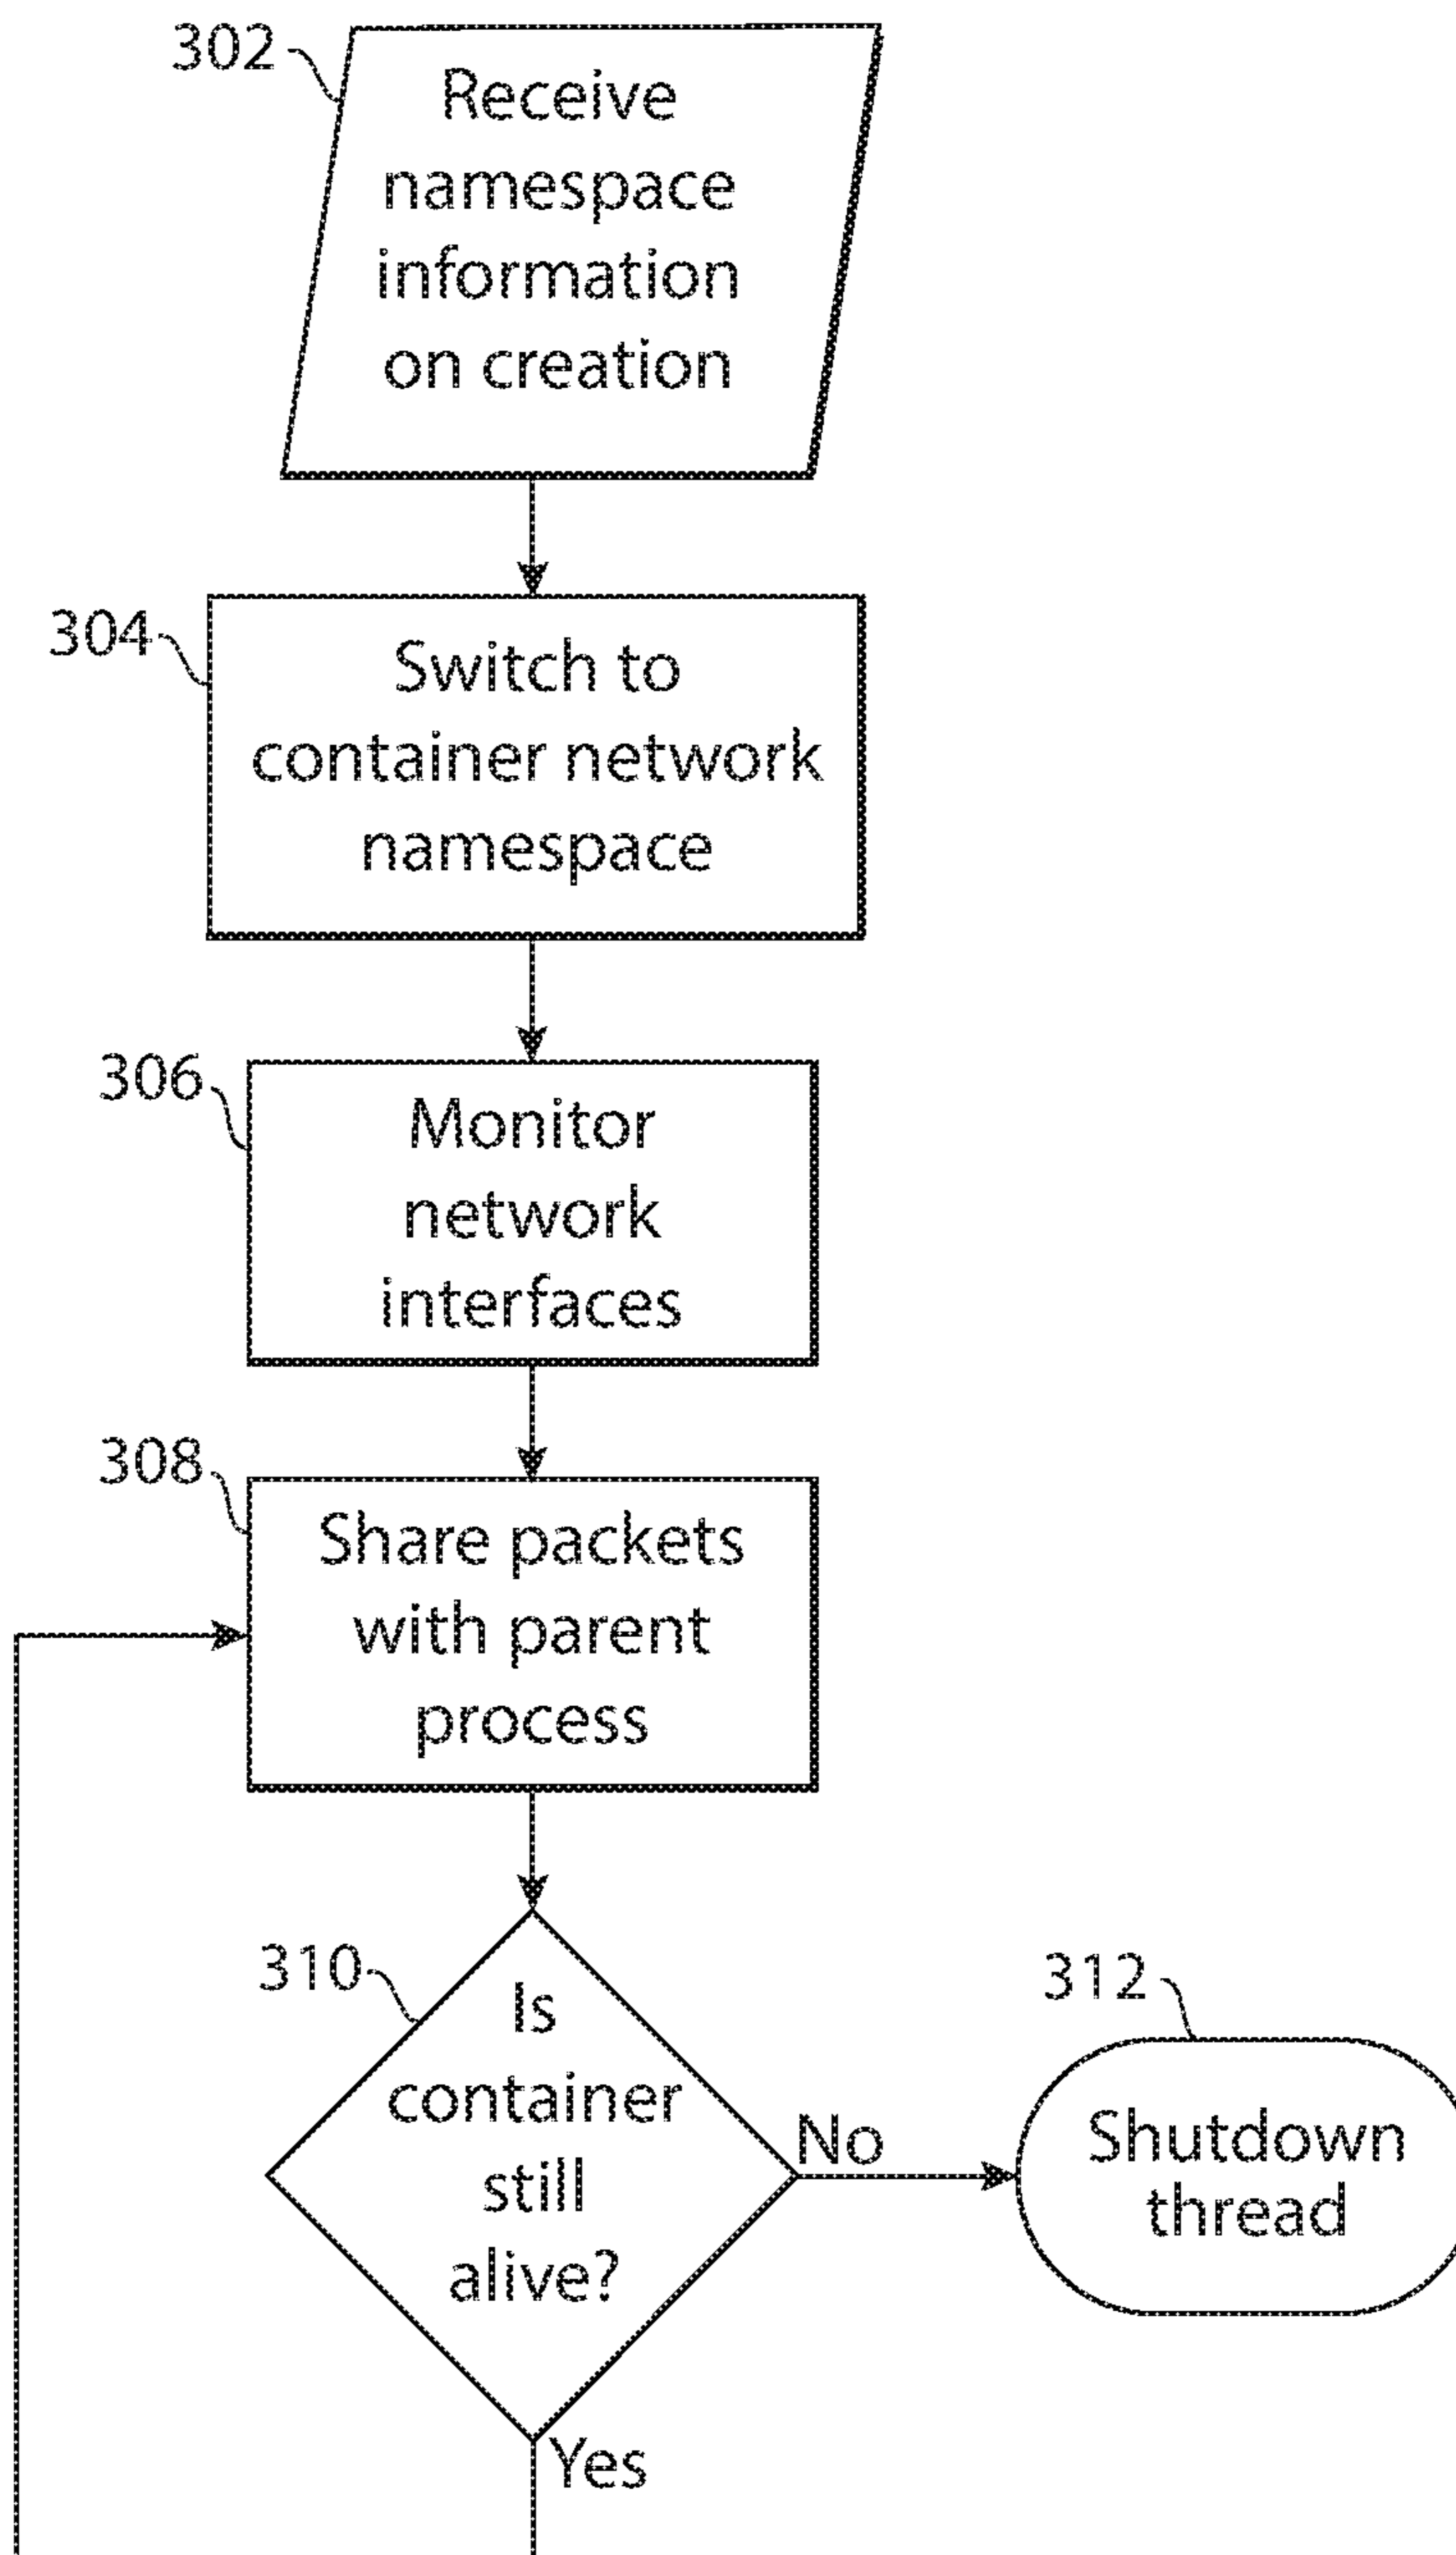 302
Receive
namespace
information
on creation
304
Switch to
container network
namespace
306
Monitor
network
interfaces
308
Share packets
with parent
process
310
Is
container
still
alive?
No
312
Shutdown
thread
Yes